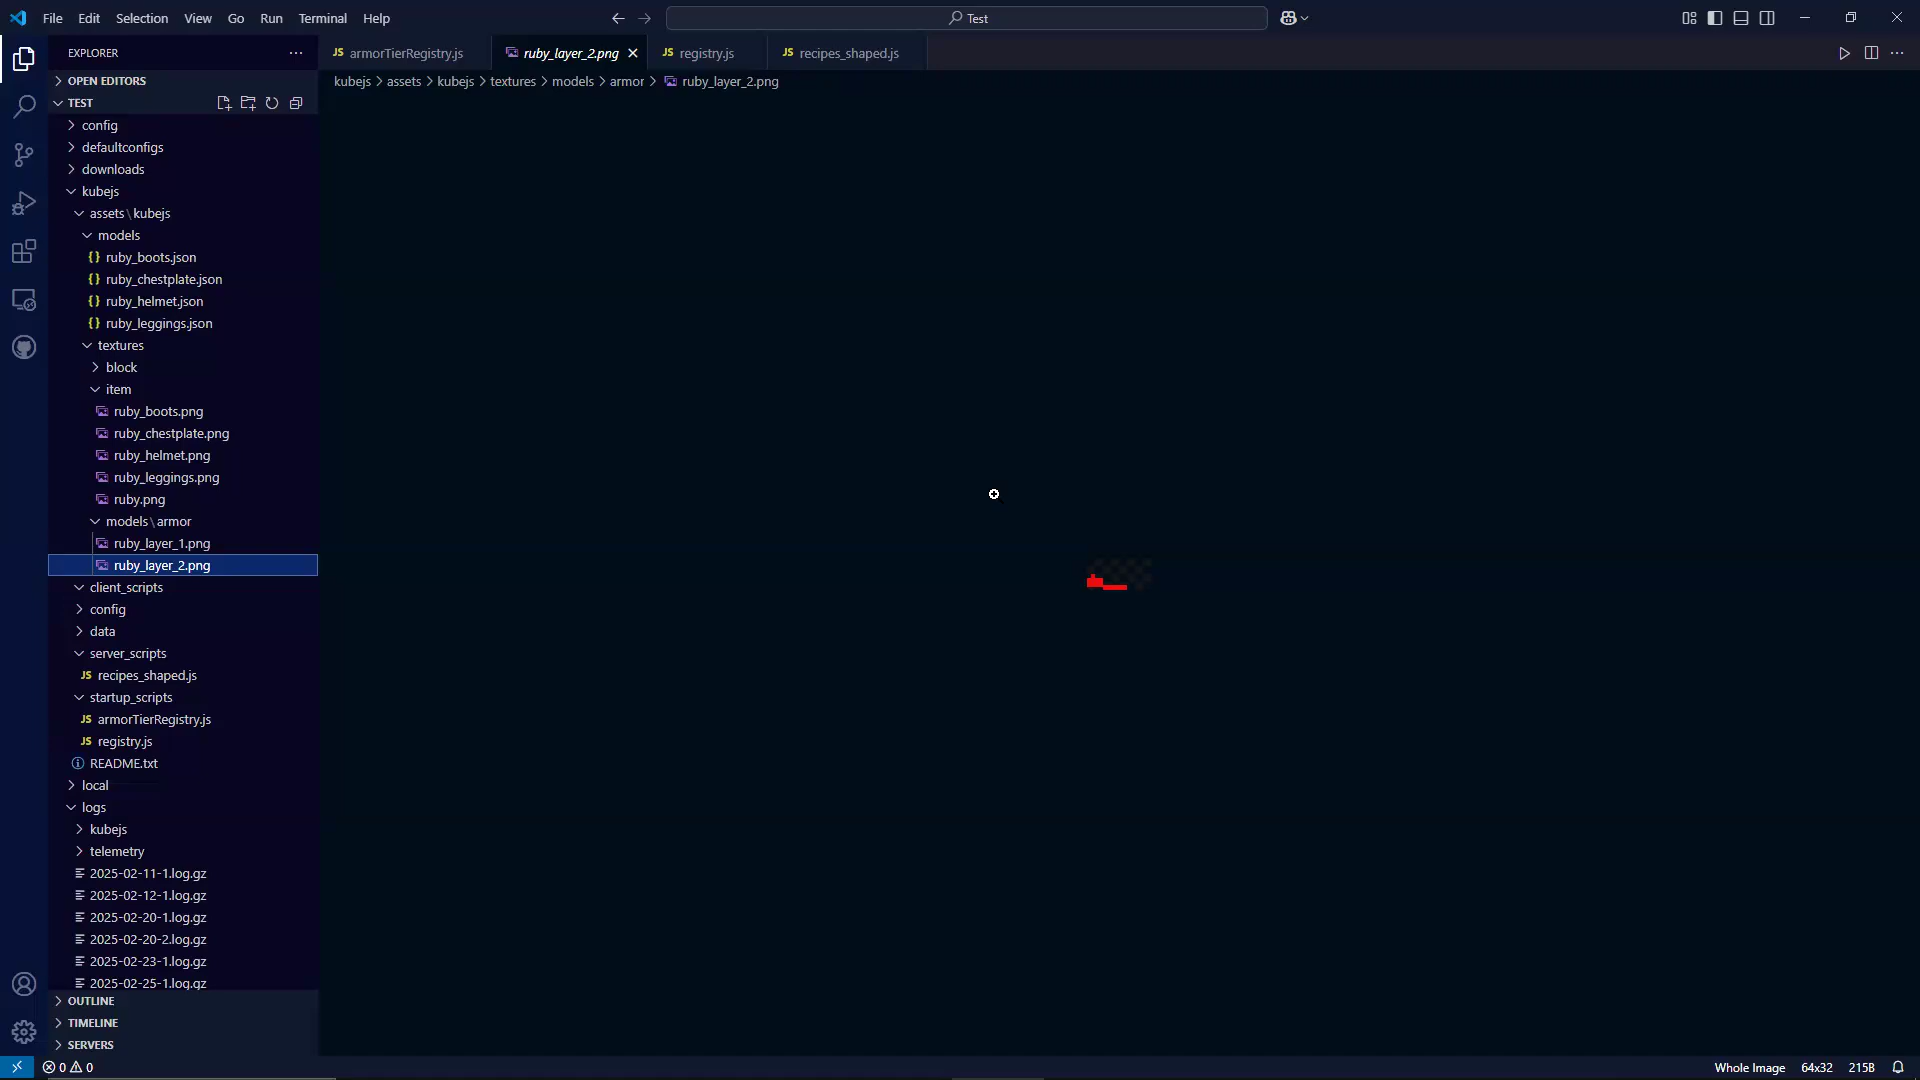 File Edit Selection View Go Run Terminal Help
Test
EXPLORER
JS armorTierRegistry.js
ruby_layer_2.png
JS registry.js
JS recipes_shaped.js
OPEN EDITORS
kubejs > assets > kubejs > textures > models > armor > ruby_layer_2.png
TEST
config
defaultconfigs
downloads
kubejs
assets\kubejs
models
{} ruby_boots.json
{} ruby_chestplate.json
{} ruby_helmet.json
{} ruby_leggings.json
textures
block
item
ruby_boots.png
ruby_chestplate.png
ruby_helmet.png
ruby_leggings.png
ruby.png
models\armor
ruby_layer_1.png
ruby_layer_2.png
client_scripts
config
data
server_scripts
JS recipes_shaped.js
startup_scripts
JS armorTierRegistry.js
JS registry.js
README.txt
local
logs
kubejs
telemetry
2025-02-11-1.log.gz
2025-02-12-1.log.gz
2025-02-20-1.log.gz
2025-02-20-2.log.gz
2025-02-23-1.log.gz
2025-02-25-1.log.gz
OUTLINE
TIMELINE
SERVERS
0 0
Whole Image 64x32 215B